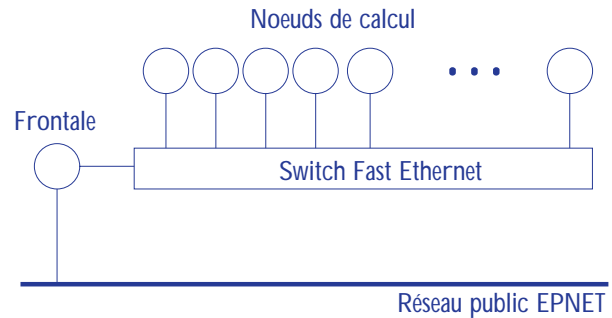 Noeuds de calcul
Frontale
Switch Fast Ethernet
Réseau public EPNET